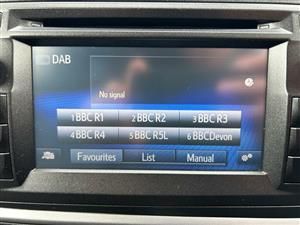 DAB
No signal
1 BBC R1 2 BBC R2 3 BBC R3
4 BBC R4 5 BBC R5L 6 BBCDevon
Favourites List Manual